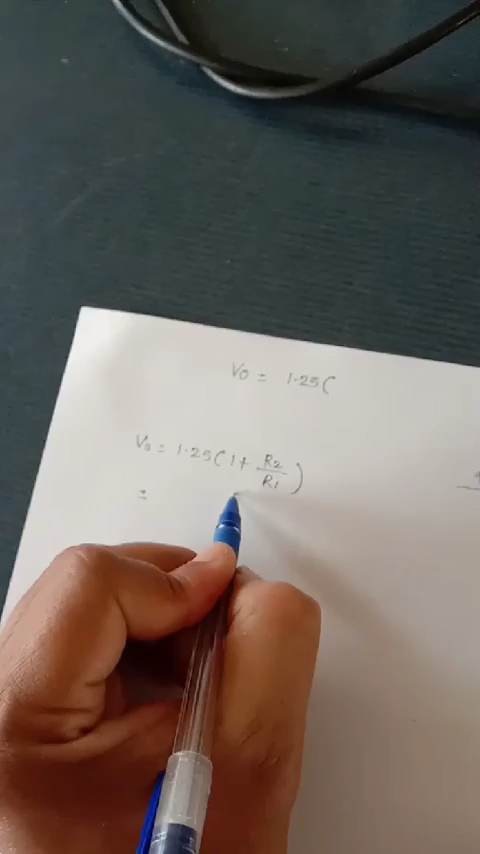 Vo = 1.25(
Vo = 1.25(1 + R2/R1)
=